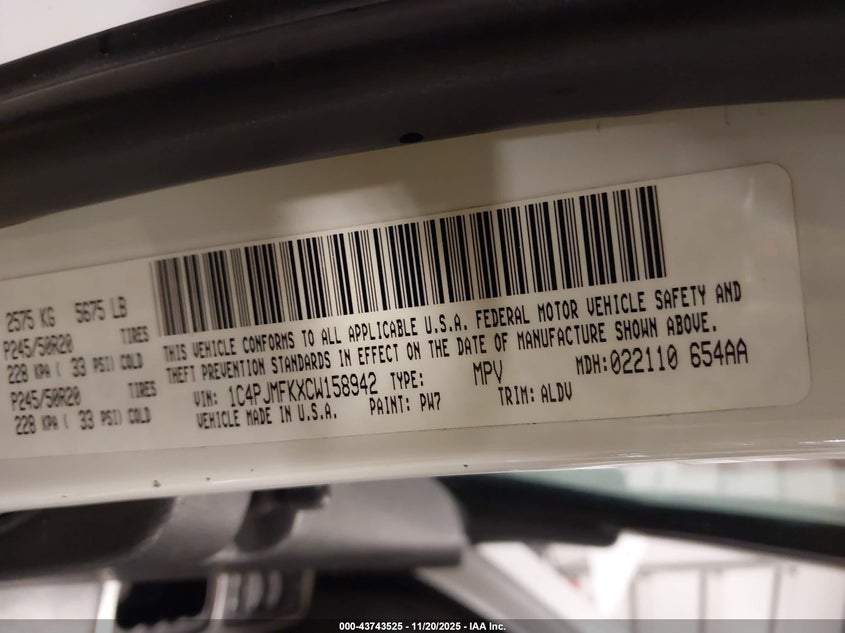 2575 KG 5675 LB
P245/50R20 TIRES
228 KPA ( 33 PSI) COLD
P245/50R20 TIRES
228 KPA ( 33 PSI) COLD
THIS VEHICLE CONFORMS TO ALL APPLICABLE U.S.A. FEDERAL MOTOR VEHICLE SAFETY AND
THEFT PREVENTION STANDARDS IN EFFECT ON THE DATE OF MANUFACTURE SHOWN ABOVE.
VIN: 1C4PJMFKXCW158942 TYPE: MPV MDH:022110 654AA
VEHICLE MADE IN U.S.A. PAINT: PW7 TRIM: ALDV
000-43743525 - 11/20/2025 - IAA Inc.